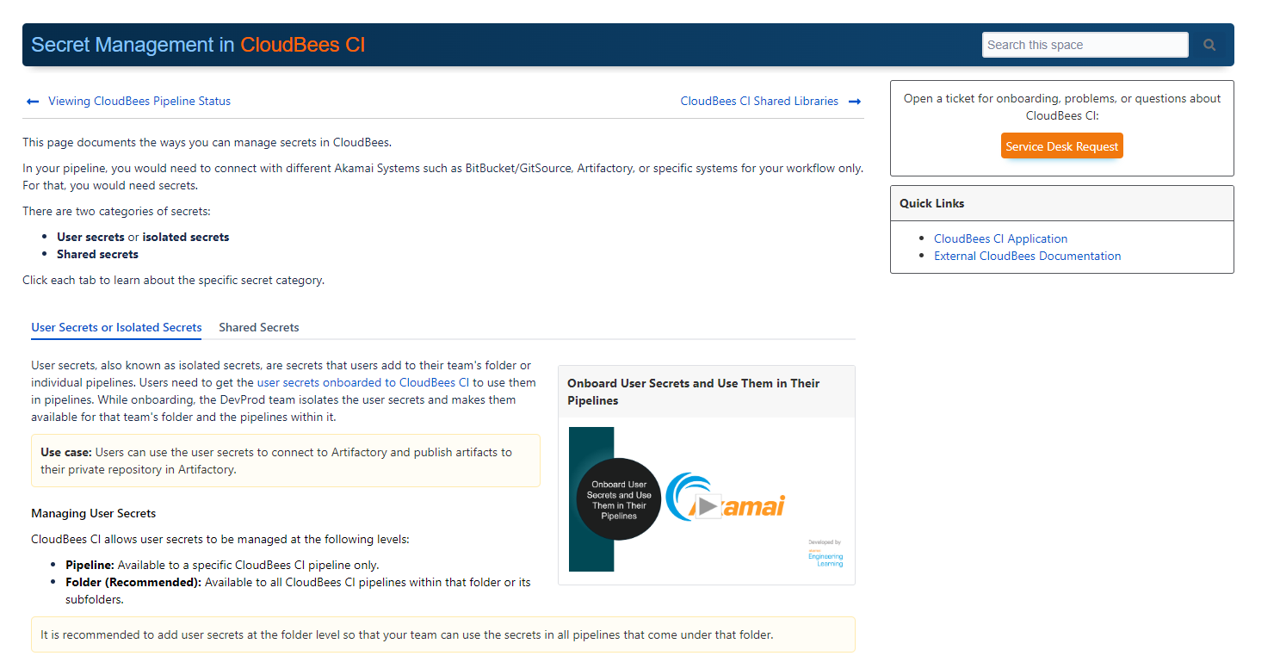 Secret Management in CloudBees CI
Search this space
Viewing CloudBees Pipeline Status
CloudBees CI Shared Libraries
This page documents the ways you can manage secrets in CloudBees.
In your pipeline, you would need to connect with different Akamai Systems such as BitBucket/GitSource, Artifactory, or specific systems for your workflow only.
For that, you would need secrets.
There are two categories of secrets:
User secrets or isolated secrets
Shared secrets
Click each tab to learn about the specific secret category.
Open a ticket for onboarding, problems, or questions about
CloudBees CI:
Service Desk Request
Quick Links
CloudBees CI Application
External CloudBees Documentation
User Secrets or Isolated Secrets
Shared Secrets
User secrets, also known as isolated secrets, are secrets that users add to their team's folder or
individual pipelines. Users need to get the user secrets onboarded to CloudBees CI to use them
in pipelines. While onboarding, the DevProd team isolates the user secrets and makes them
available for that team's folder and the pipelines within it.
Use case: Users can use the user secrets to connect to Artifactory and publish artifacts to
their private repository in Artifactory.
Managing User Secrets
CloudBees CI allows user secrets to be managed at the following levels:
Pipeline: Available to a specific CloudBees CI pipeline only.
Folder (Recommended): Available to all CloudBees CI pipelines within that folder or its
subfolders.
Onboard User Secrets and Use Them in Their
Pipelines
Onboard User
Secrets and Use
Them in Their
Pipelines
Akamai
Developed by
Engineering
Learning
It is recommended to add user secrets at the folder level so that your team can use the secrets in all pipelines that come under that folder.